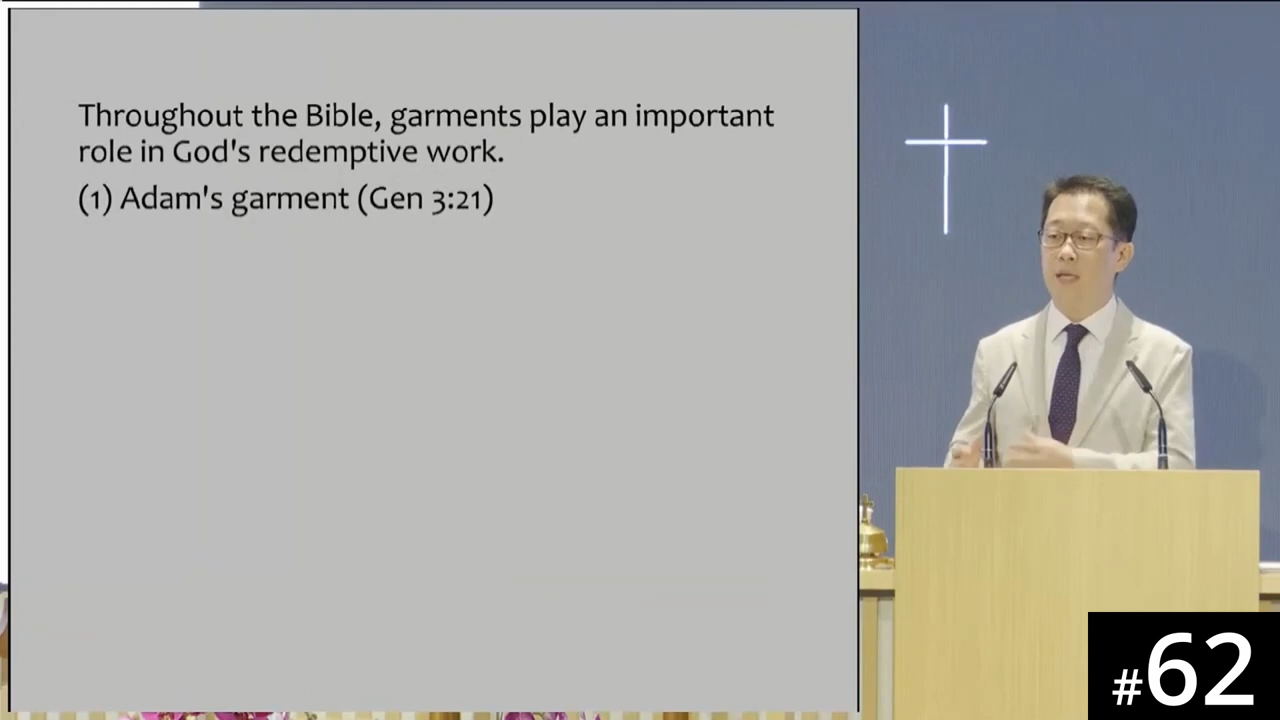 Throughout the Bible, garments play an important
role in God's redemptive work.
(1) Adam's garment (Gen 3:21)
#62